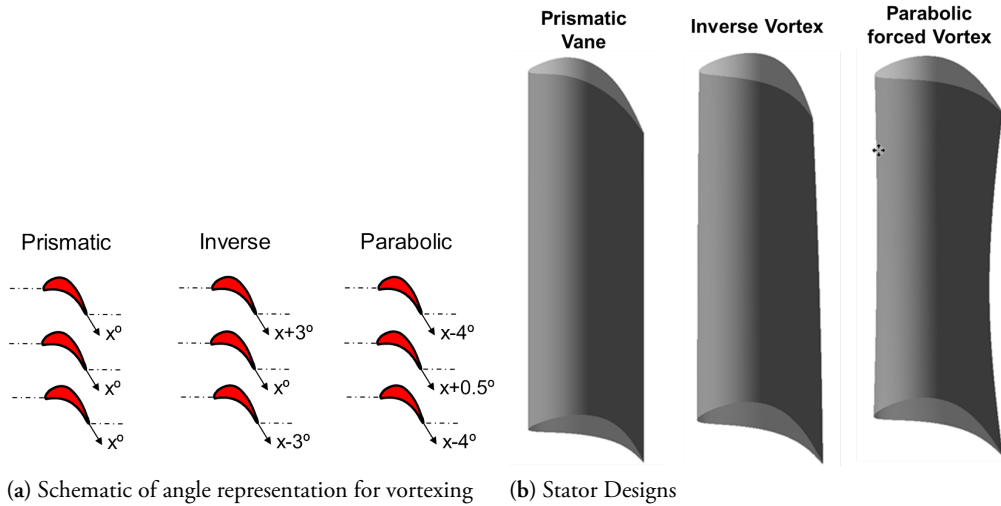 Prismatic
Inverse
Parabolic
xº
x+3º
x-4º
xº
xº
x+0.5º
xº
x-3º
x-4º
(a) Schematic of angle representation for vortexing
Prismatic
Vane
Inverse Vortex
Parabolic
forced Vortex
(b) Stator Designs